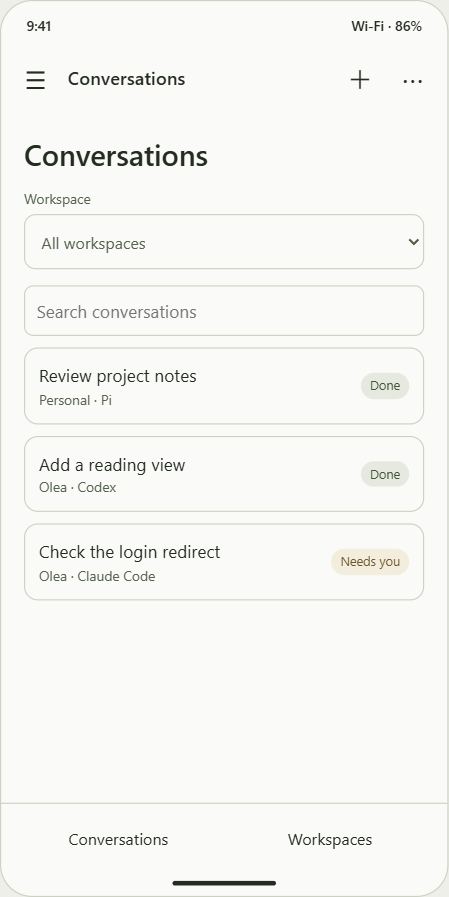 9:41 Wi-Fi · 86%
Conversations
Conversations
Workspace
All workspaces
Search conversations
Review project notes
Personal · Pi
Done
Add a reading view
Olea · Codex
Done
Check the login redirect
Olea · Claude Code
Needs you
Conversations Workspaces